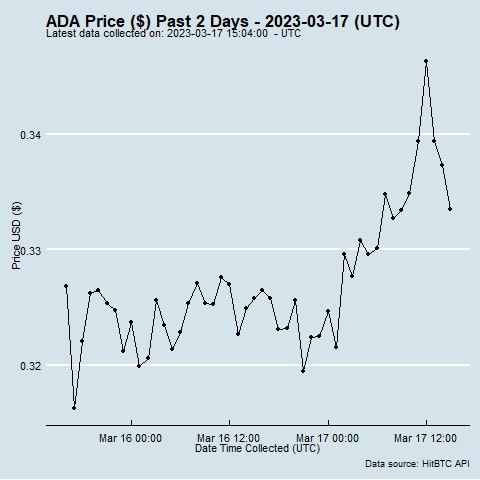 ADA Price ($) Past 2 Days - 2023-03-17 (UTC)
Latest data collected on: 2023-03-17 15:04:00 - UTC
Price USD ($)
0.34
0.33
0.32
Mar 16 00:00 Mar 16 12:00 Mar 17 00:00 Mar 17 12:00
Date Time Collected (UTC)
Data source: HitBTC API